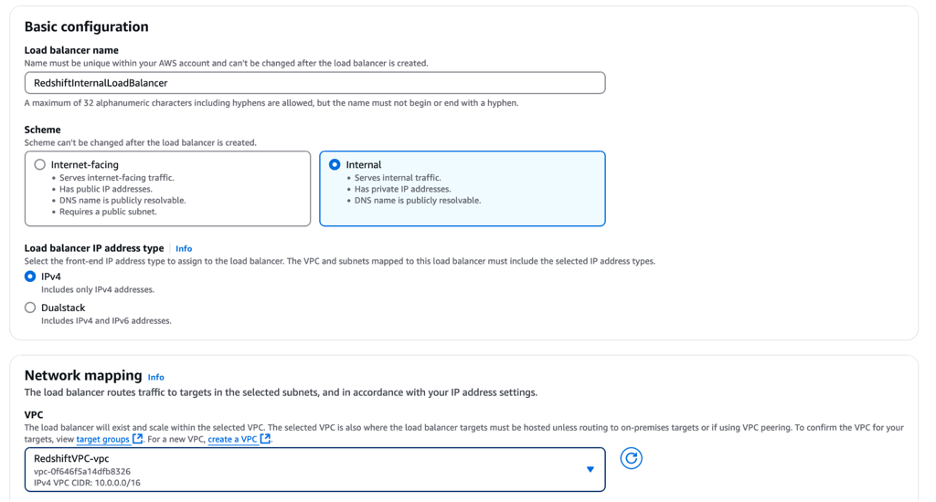 Basic configuration
Load balancer name
Name must be unique within your AWS account and can't be changed after the load balancer is created.
RedshiftInternalLoadBalancer
A maximum of 32 alphanumeric characters including hyphens are allowed, but the name must not begin or end with a hyphen.
Scheme
Scheme can't be changed after the load balancer is created.
Internet-facing
• Serves internet-facing traffic.
• Has public IP addresses.
• DNS name is publicly resolvable.
• Requires a public subnet.
Internal
• Serves internal traffic.
• Has private IP addresses.
• DNS name is publicly resolvable.
Load balancer IP address type Info
Select the front-end IP address type to assign to the load balancer. The VPC and subnets mapped to this load balancer must include the selected IP address types.
IPv4
Includes only IPv4 addresses.
Dualstack
Includes IPv4 and IPv6 addresses.
Network mapping Info
The load balancer routes traffic to targets in the selected subnets, and in accordance with your IP address settings.
VPC
The load balancer will exist and scale within the selected VPC. The selected VPC is also where the load balancer targets must be hosted unless routing to on-premises targets or if using VPC peering. To confirm the VPC for your
targets, view target groups. For a new VPC, create a VPC.
RedshiftVPC-vpc
vpc-0f646f5a14dfb8326
IPv4 VPC CIDR: 10.0.0.0/16